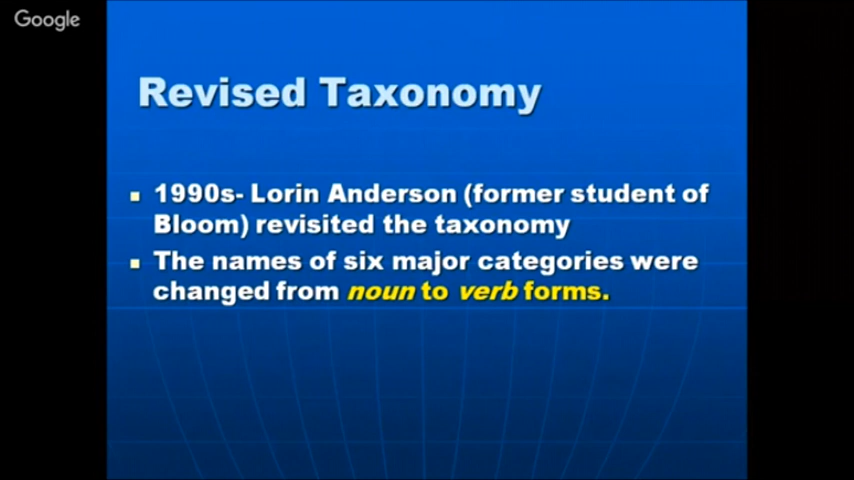 Google
Revised Taxonomy
1990s- Lorin Anderson (former student of
Bloom) revisited the taxonomy
The names of six major categories were
changed from noun to verb forms.